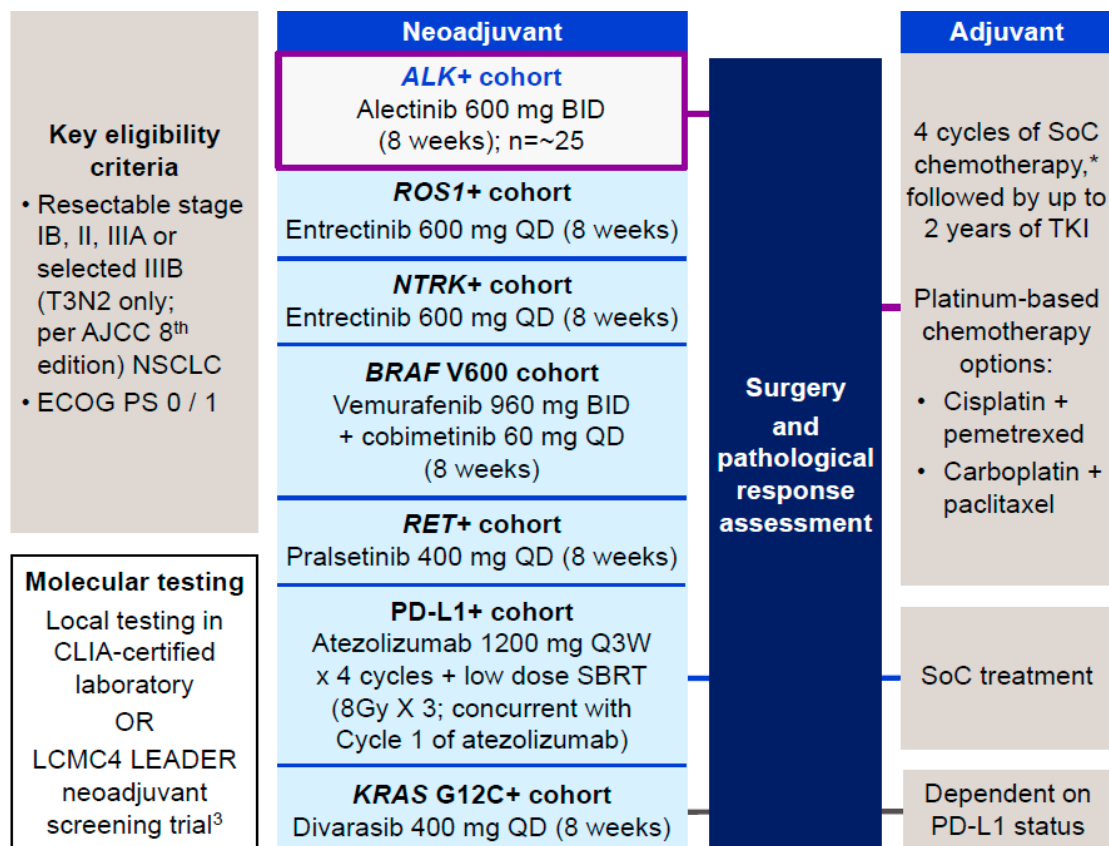 Key eligibility
criteria
• Resectable stage
IB, II, IIIA or
selected IIIB
(T3N2 only;
per AJCC 8th
edition) NSCLC
• ECOG PS 0 / 1
Molecular testing
Local testing in
CLIA-certified
laboratory
OR
LCMC4 LEADER
neoadjuvant
screening trial3
Neoadjuvant
ALK+ cohort
Alectinib 600 mg BID
(8 weeks); n=~25
ROS1+ cohort
Entrectinib 600 mg QD (8 weeks)
NTRK+ cohort
Entrectinib 600 mg QD (8 weeks)
BRAF V600 cohort
Vemurafenib 960 mg BID
+ cobimetinib 60 mg QD
(8 weeks)
RET+ cohort
Pralsetinib 400 mg QD (8 weeks)
PD-L1+ cohort
Atezolizumab 1200 mg Q3W
x 4 cycles + low dose SBRT
(8Gy X 3; concurrent with
Cycle 1 of atezolizumab)
KRAS G12C+ cohort
Divarasib 400 mg QD (8 weeks)
Surgery
and
pathological
response
assessment
Adjuvant
4 cycles of SoC
chemotherapy,*
followed by up to
2 years of TKI
Platinum-based
chemotherapy
options:
• Cisplatin +
pemetrexed
• Carboplatin +
paclitaxel
SoC treatment
Dependent on
PD-L1 status